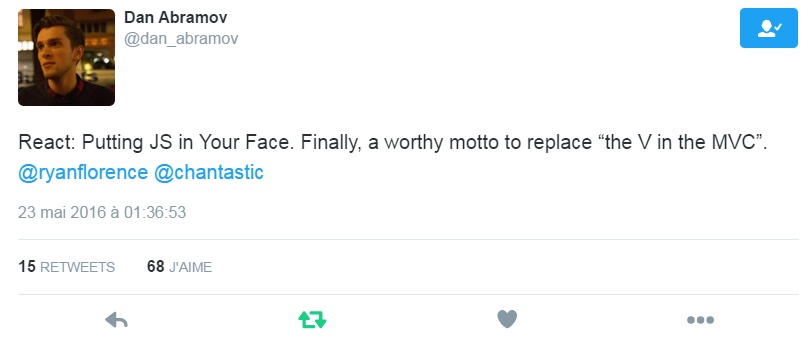 Dan Abramov
@dan_abramov
React: Putting JS in Your Face. Finally, a worthy motto to replace “the V in the MVC”.
@ryanflorence @chantastic
23 mai 2016 à 01:36:53
15 RETWEETS 68 J'AIME